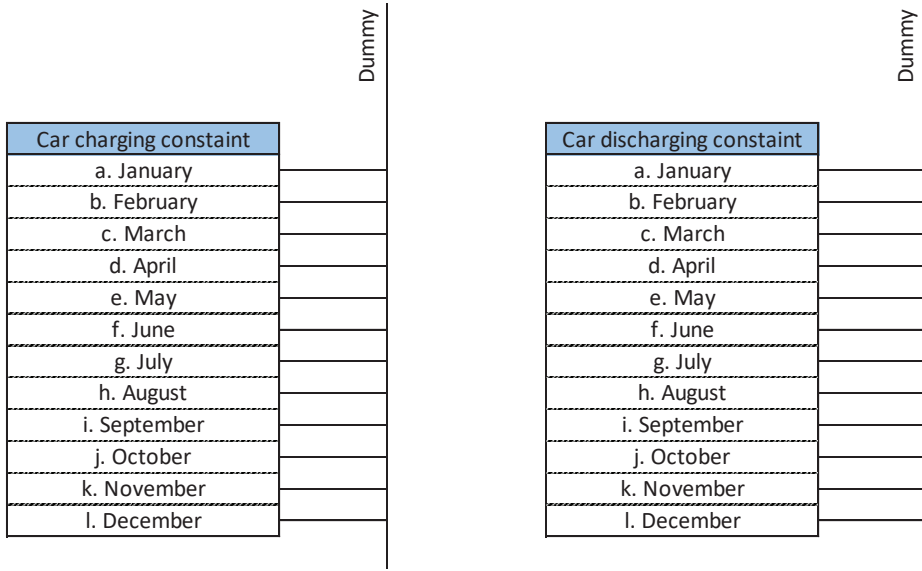 Dummy
Car charging constaint
a. January
b. February
c. March
d. April
e. May
f. June
g. July
h. August
i. September
j. October
k. November
l. December
Dummy
Car discharging constaint
a. January
b. February
c. March
d. April
e. May
f. June
g. July
h. August
i. September
j. October
k. November
l. December